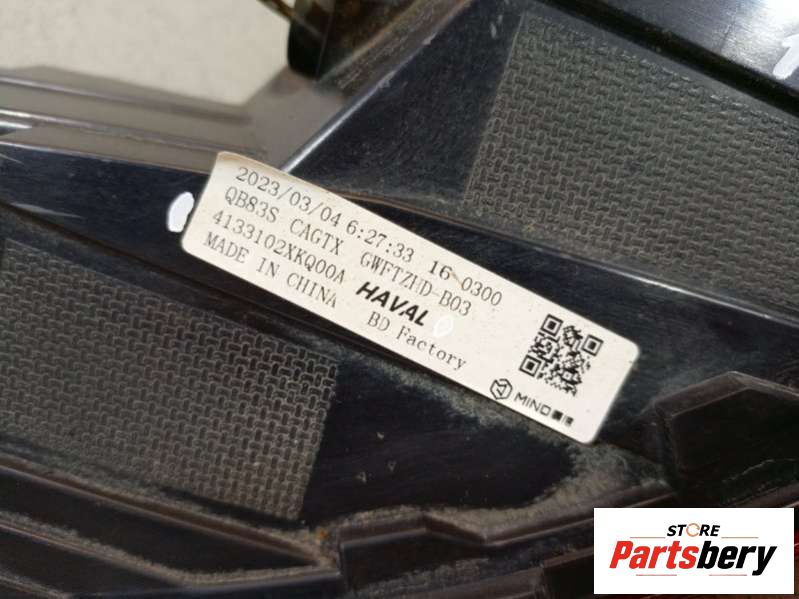 2023/03/04 6:27:33 16 0300
QB83S CAGTX GWFTZHD-B03
4133102XKQ00A HAVAL
MADE IN CHINA BD Factory
MIND
STORE
Partsbery